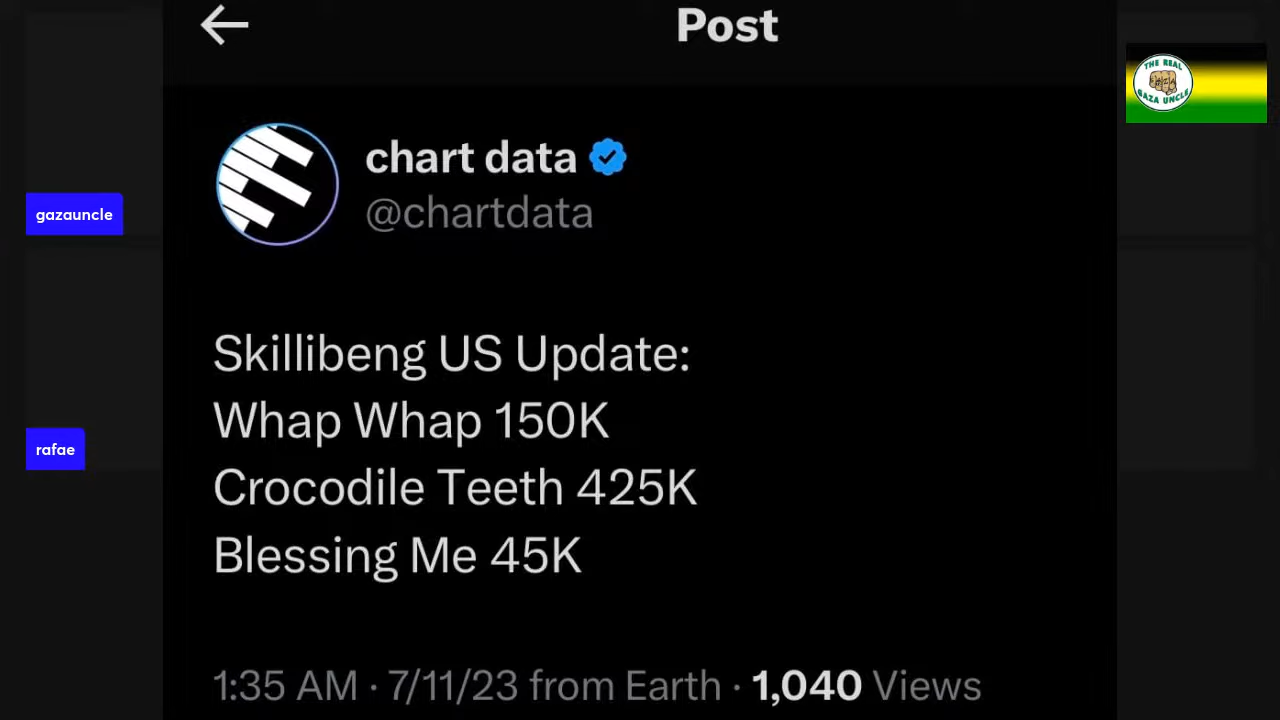 Post
THE REAL
GAZA UNCLE
chart data
@chartdata
gazauncle
Skillibeng US Update:
Whap Whap 150K
Crocodile Teeth 425K
rafae
Blessing Me 45K
1:35 AM · 7/11/23 from Earth · 1,040 Views